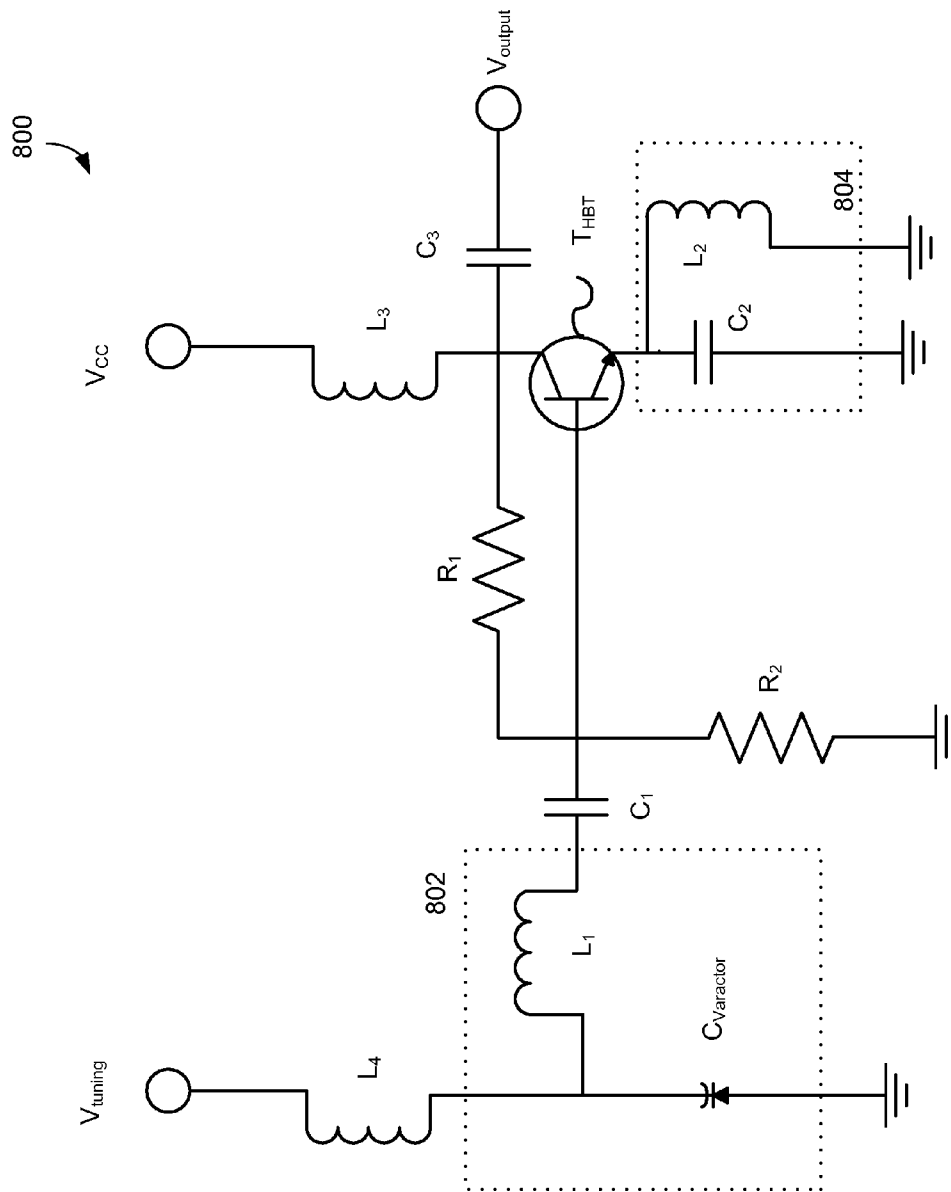 800
V_tuning
L_4
802
L_1
C_Varactor
C_1
R_1
R_2
V_CC
L_3
C_3
V_output
T_HBT
C_2
L_2
804